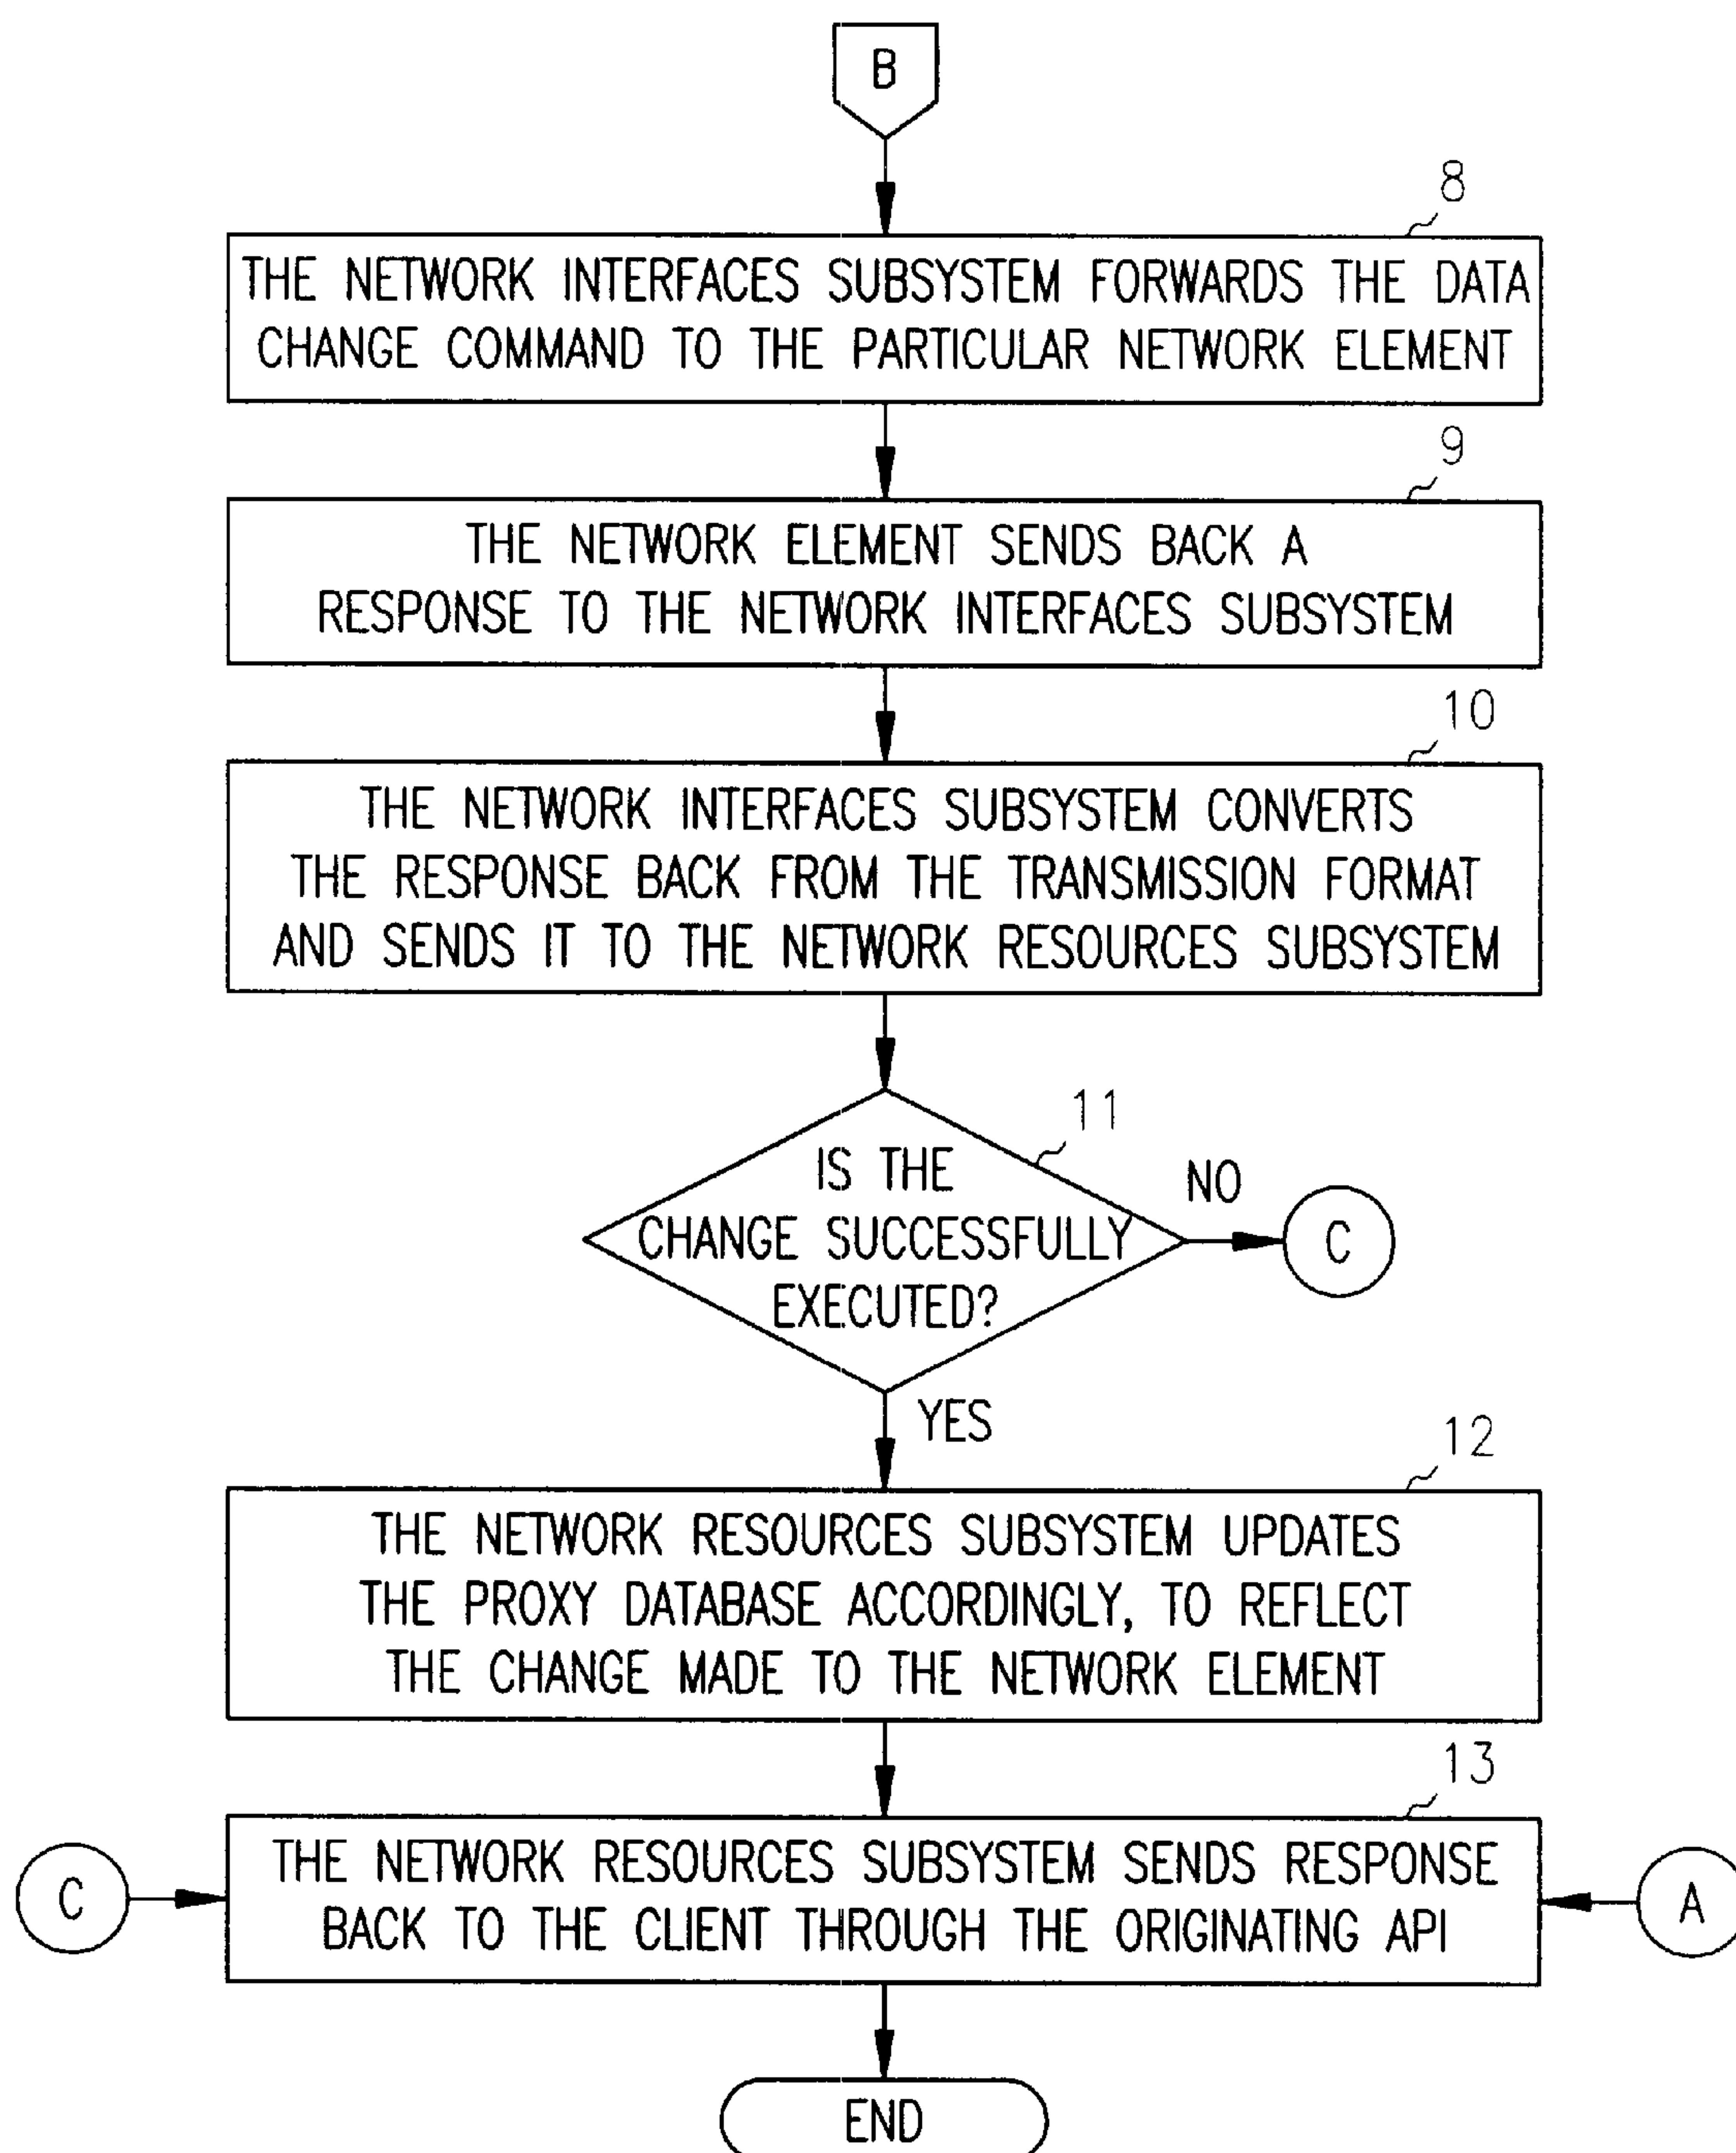 B
8
THE NETWORK INTERFACES SUBSYSTEM FORWARDS THE DATA
CHANGE COMMAND TO THE PARTICULAR NETWORK ELEMENT
9
THE NETWORK ELEMENT SENDS BACK A
RESPONSE TO THE NETWORK INTERFACES SUBSYSTEM
10
THE NETWORK INTERFACES SUBSYSTEM CONVERTS
THE RESPONSE BACK FROM THE TRANSMISSION FORMAT
AND SENDS IT TO THE NETWORK RESOURCES SUBSYSTEM
11
IS THE
CHANGE SUCCESSFULLY
EXECUTED?
NO
C
YES
12
THE NETWORK RESOURCES SUBSYSTEM UPDATES
THE PROXY DATABASE ACCORDINGLY, TO REFLECT
THE CHANGE MADE TO THE NETWORK ELEMENT
13
C
THE NETWORK RESOURCES SUBSYSTEM SENDS RESPONSE
BACK TO THE CLIENT THROUGH THE ORIGINATING API
A
END